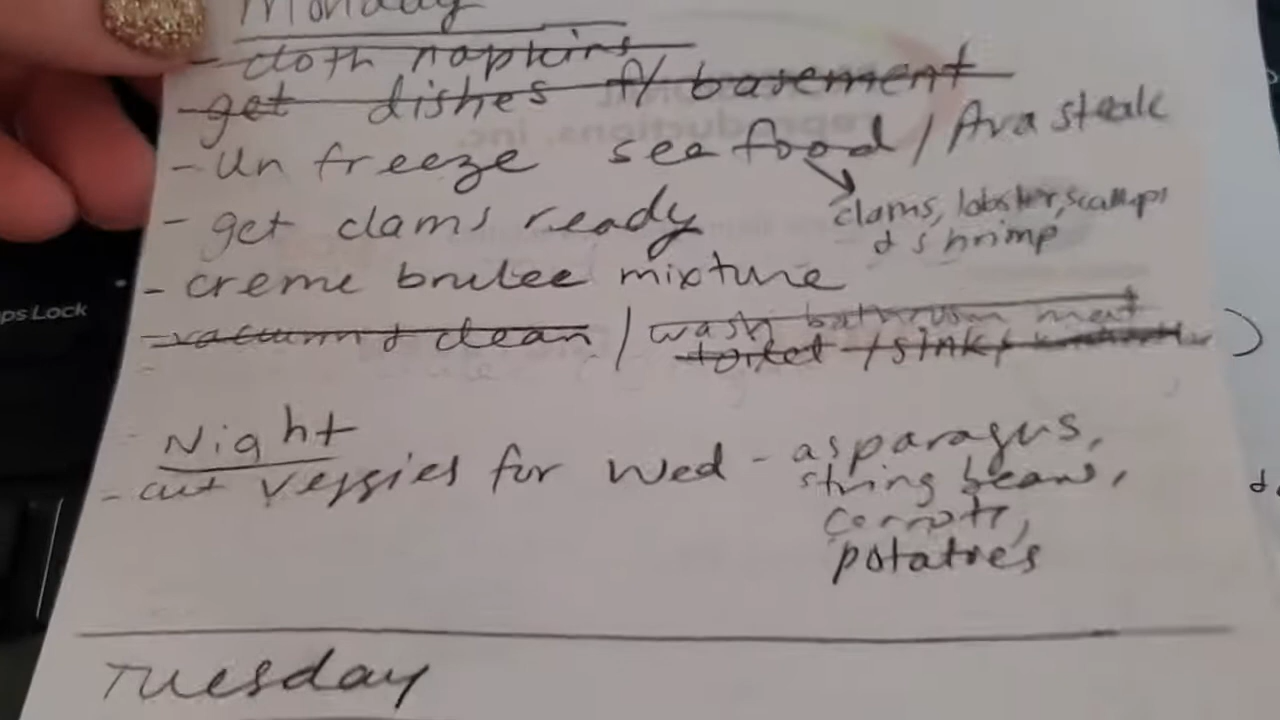 Monday
- cloth napkins
- get dishes f/ basement
- un freeze seafood / Ava steak
clams, lobster, scallops
& shrimp
- get clams ready
- creme brulee mixture
- vacuum & clean / wash bathroom
toilet + sink
Night
- cut veggies for Wed - asparagus,
string beans,
carrots,
potatoes
Tuesday
psLock